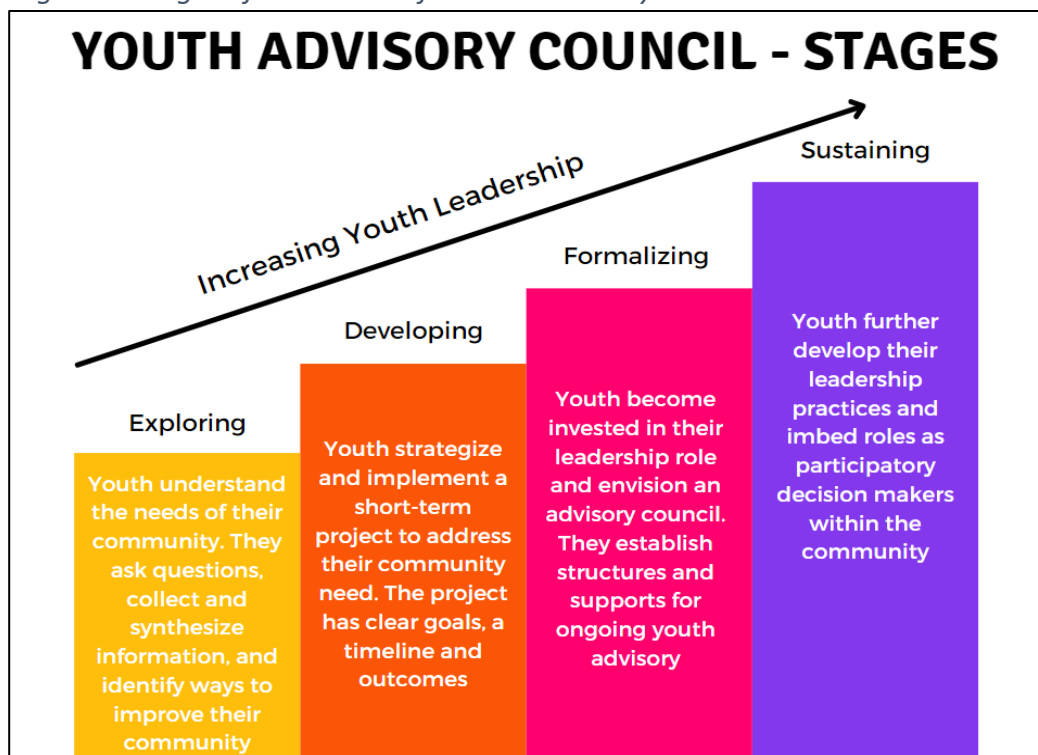 YOUTH ADVISORY COUNCIL - STAGES
Increasing Youth Leadership
Exploring
Youth understand
the needs of their
community. They
ask questions,
collect and
synthesize
information, and
identify ways to
improve their
community
Developing
Youth strategize
and implement a
short-term
project to address
their community
need. The project
has clear goals, a
timeline and
outcomes
Formalizing
Youth become
invested in their
leadership role
and envision an
advisory council.
They establish
structures and
supports for
ongoing youth
advisory
Sustaining
Youth further
develop their
leadership
practices and
imbed roles as
participatory
decision makers
within the
community